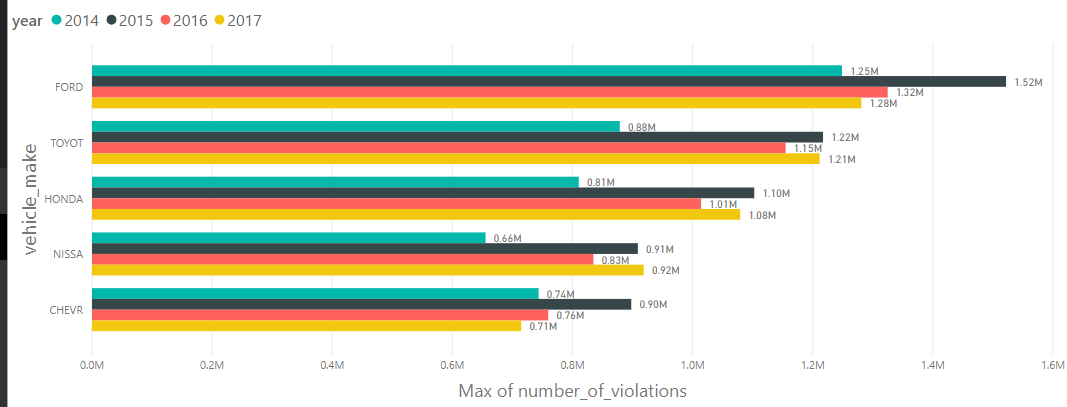 year 2014 2015 2016 2017
FORD
1.25M
1.52M
1.32M
1.28M
TOYOT
0.88M
1.22M
1.15M
1.21M
HONDA
0.81M
1.10M
1.01M
1.08M
NISSA
0.66M
0.91M
0.83M
0.92M
CHEVR
0.74M
0.90M
0.76M
0.71M
vehicle_make
0.0M 0.2M 0.4M 0.6M 0.8M 1.0M 1.2M 1.4M 1.6M
Max of number_of_violations